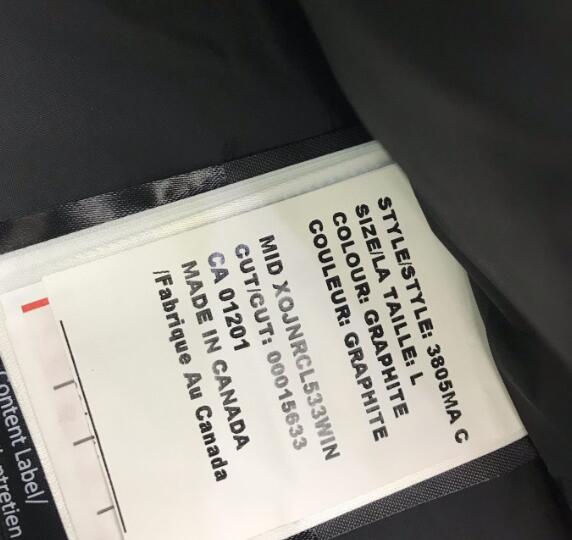 STYLE/STYLE: 3805MA C
SIZE/LA TAILLE: L
COLOUR: GRAPHITE
COULEUR: GRAPHITE
MID XOJNRCL533WIN
CUT/CUT: 00015633
CA 01201
MADE IN CANADA
/Fabrique Au Canada
Content Label/
entretien